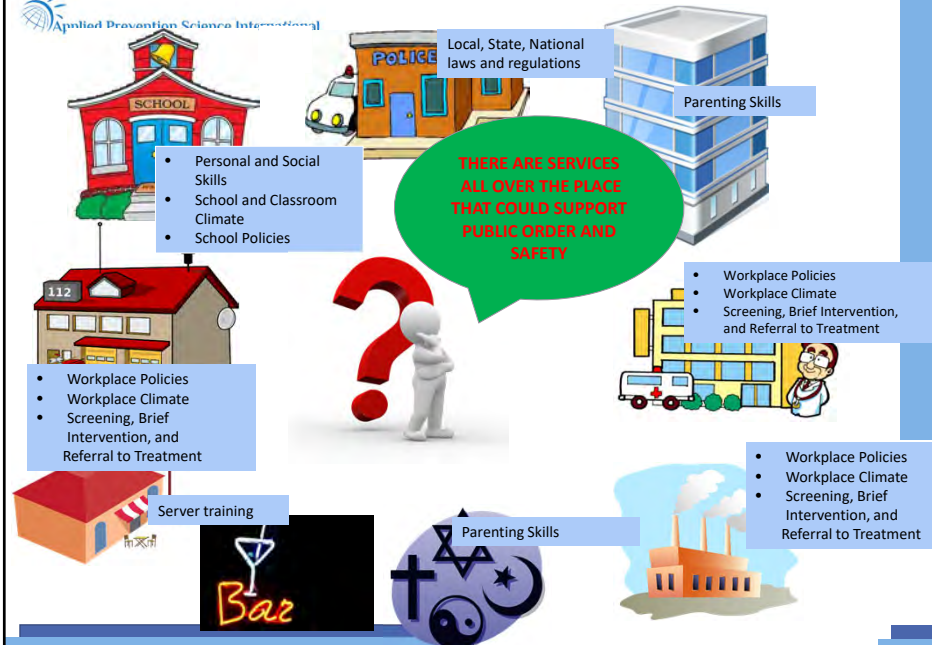 Applied Prevention Science International
SCHOOL
POLICE
Local, State, National
laws and regulations
Parenting Skills
• Personal and Social
Skills
• School and Classroom
Climate
• School Policies
THERE ARE SERVICES
ALL OVER THE PLACE
THAT COULD SUPPORT
PUBLIC ORDER AND
SAFETY
112
• Workplace Policies
• Workplace Climate
• Screening, Brief Intervention,
and Referral to Treatment
• Workplace Policies
• Workplace Climate
• Screening, Brief
Intervention, and
Referral to Treatment
• Workplace Policies
• Workplace Climate
• Screening, Brief
Intervention, and
Referral to Treatment
Server training
Parenting Skills
Bar